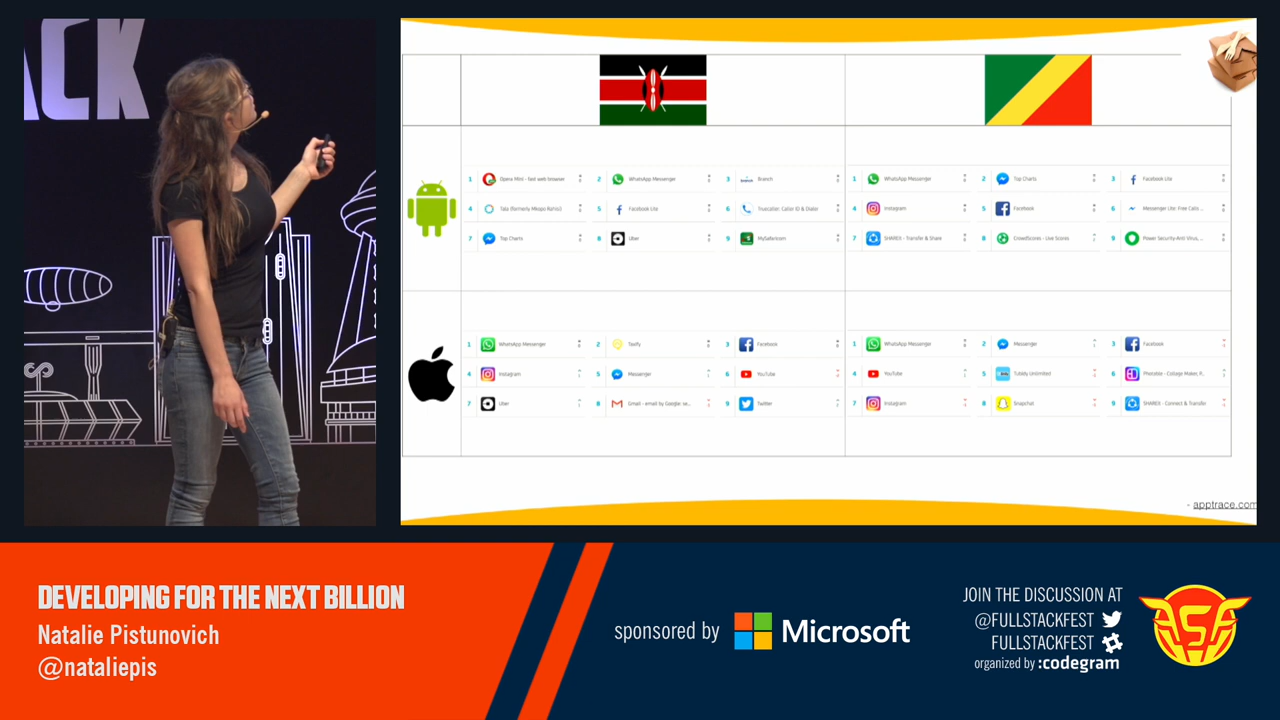 ACK
1 Opera Mini - fast web browser 2 WhatsApp Messenger 3 Branch
4 Tala (formerly Mkopo Rahisi) 5 Facebook Lite 6 Truecaller: Caller ID & Dialer
7 Top Charts 8 Uber 9 MySafaricom
1 WhatsApp Messenger 2 Top Charts 3 Facebook Lite
4 Instagram 5 Facebook 6 Messenger Lite: Free Calls ...
7 SHAREit - Transfer & Share 8 CrowdScores - Live Scores 9 Power Security-Anti Virus, ...
1 WhatsApp Messenger 2 Taxify 3 Facebook
4 Instagram 5 Messenger 6 YouTube
7 Uber 8 Gmail - email by Google: se... 9 Twitter
1 WhatsApp Messenger 2 Messenger 3 Facebook
4 YouTube 5 Tubidy Unlimited 6 Photable - Collage Maker, P...
7 Instagram 8 Snapchat 9 SHAREit - Connect & Transfer
- apptrace.com
DEVELOPING FOR THE NEXT BILLION
Natalie Pistunovich
@nataliepis
sponsored by Microsoft
JOIN THE DISCUSSION AT
@FULLSTACKFEST
FULLSTACKFEST
organized by :codegram
FSF